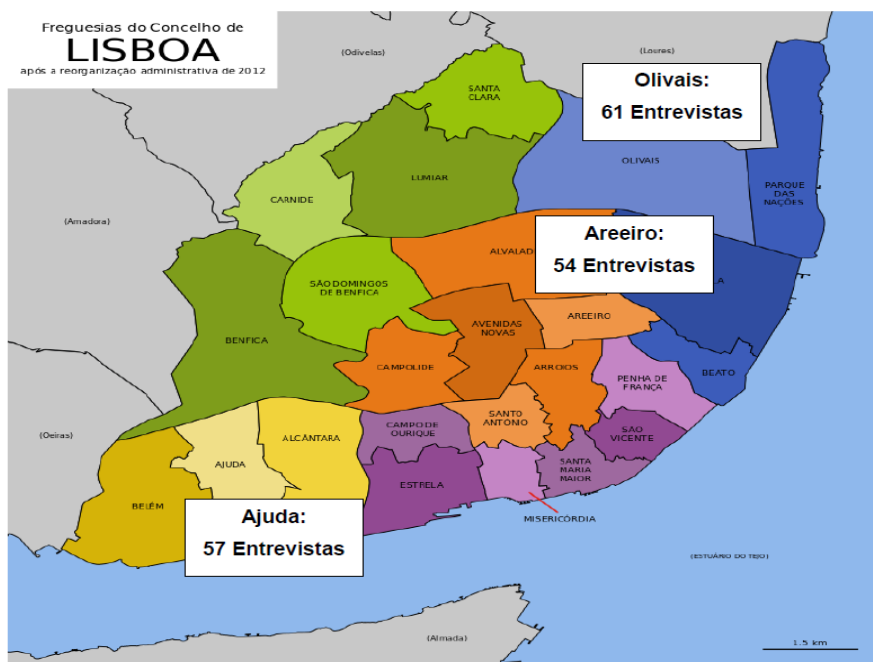 Freguesias do Concelho de
LISBOA
após a reorganização administrativa de 2012
(Odivelas)
(Loures)
Olivais:
61 Entrevistas
SANTA
CLARA
OLIVAIS
LUMIAR
PARQUE
DAS
NAÇÕES
CARNIDE
(Amadora)
Areeiro:
54 Entrevistas
ALVALAD
LA
SÃO DOMINGOS
DE BENFICA
AREEIRO
AVENIDAS
NOVAS
BENFICA
CAMPOLIDE
ARROIOS
BEATO
PENHA DE
FRANÇA
SANTO
ANTÓNIO
CAMPO DE
OURIQUE
SÃO
VICENTE
(Oeiras)
ALCÂNTARA
AJUDA
SANTA
MARIA
MAIOR
ESTRELA
BELÉM
MISERICÓRDIA
Ajuda:
57 Entrevistas
(ESTUÁRIO DO TEJO)
(Almada)
1.5 km